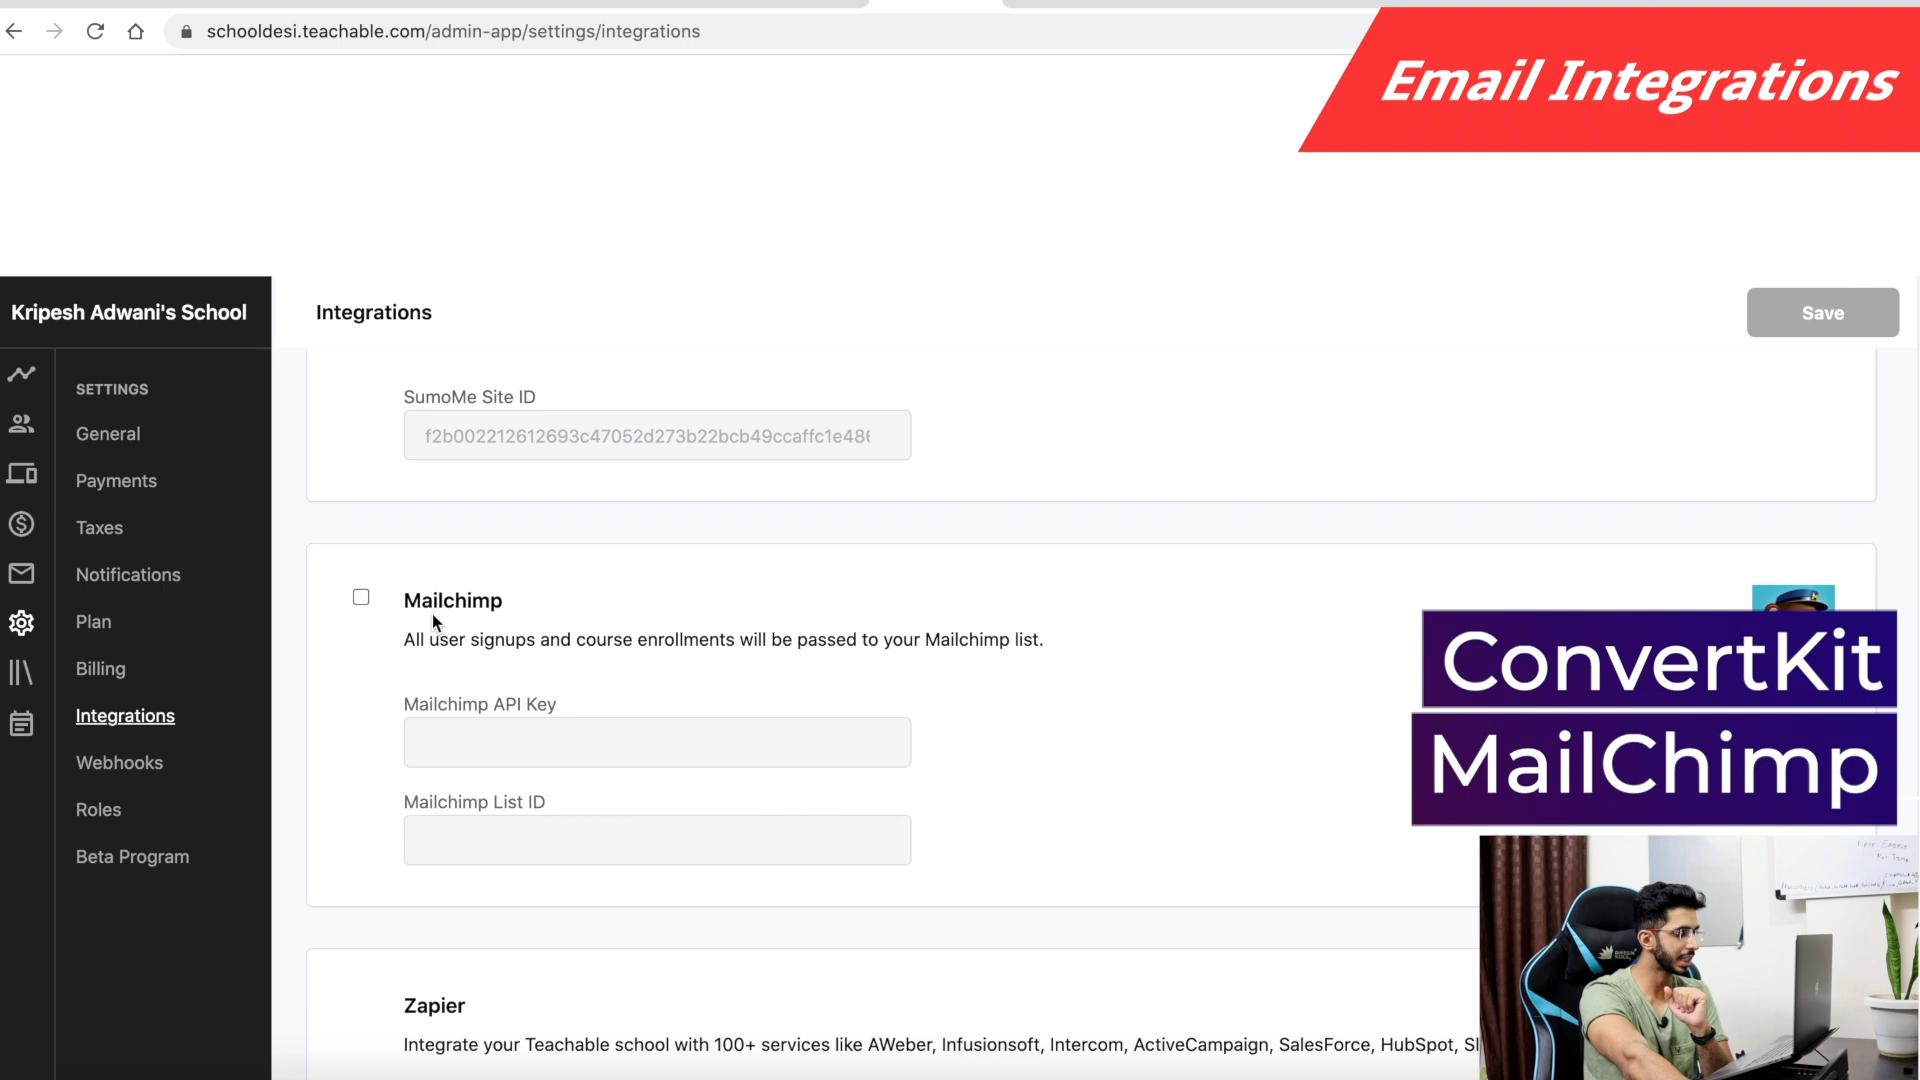 schooldesi.teachable.com/admin-app/settings/integrations
Email Integrations
Kripesh Adwani's School
Integrations
Save
SETTINGS
General
Payments
Taxes
Notifications
Plan
Billing
Integrations
Webhooks
Roles
Beta Program
SumoMe Site ID
f2b002212612693c47052d273b22bcb49ccaffc1e48
Mailchimp
All user signups and course enrollments will be passed to your Mailchimp list.
Mailchimp API Key
Mailchimp List ID
ConvertKit
MailChimp
Zapier
Integrate your Teachable school with 100+ services like AWeber, Infusionsoft, Intercom, ActiveCampaign, SalesForce, HubSpot, Sl